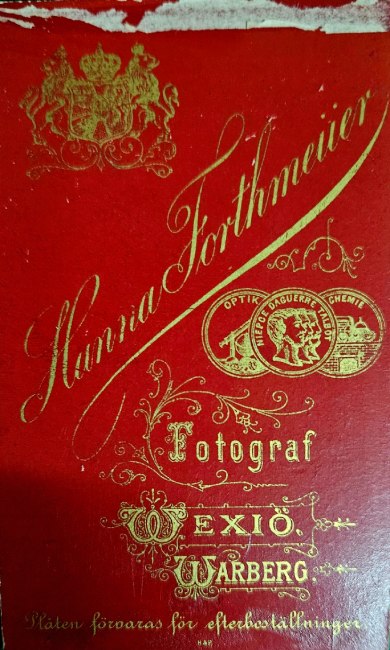 Hanna Forthmeiier
OPTIK
NIEPCE DAGUERRE TALBOT
CHEMIE
Fotograf
WEXIÖ.
WARBERG.
Plåten förvaras för efterbeställningar